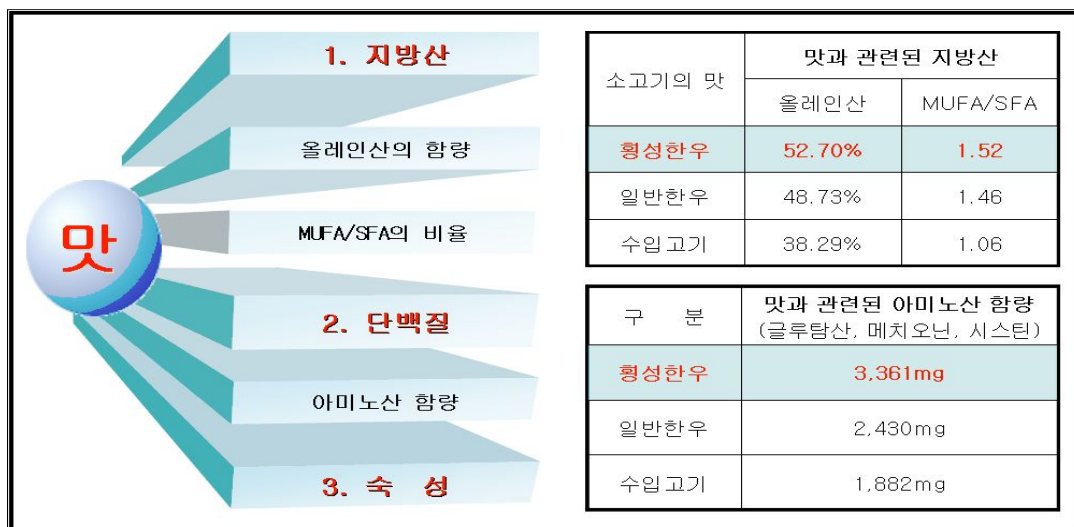 맛
1. 지방산
올레인산의 함량
MUFA/SFA의 비율
2. 단백질
아미노산 함량
3. 숙 성
소고기의 맛 맛과 관련된 지방산
올레인산 MUFA/SFA
횡성한우 52.70% 1.52
일반한우 48.73% 1.46
수입고기 38.29% 1.06
구 분 맛과 관련된 아미노산 함량
(글루탐산, 메치오닌, 시스틴)
횡성한우 3,361mg
일반한우 2,430mg
수입고기 1,882mg